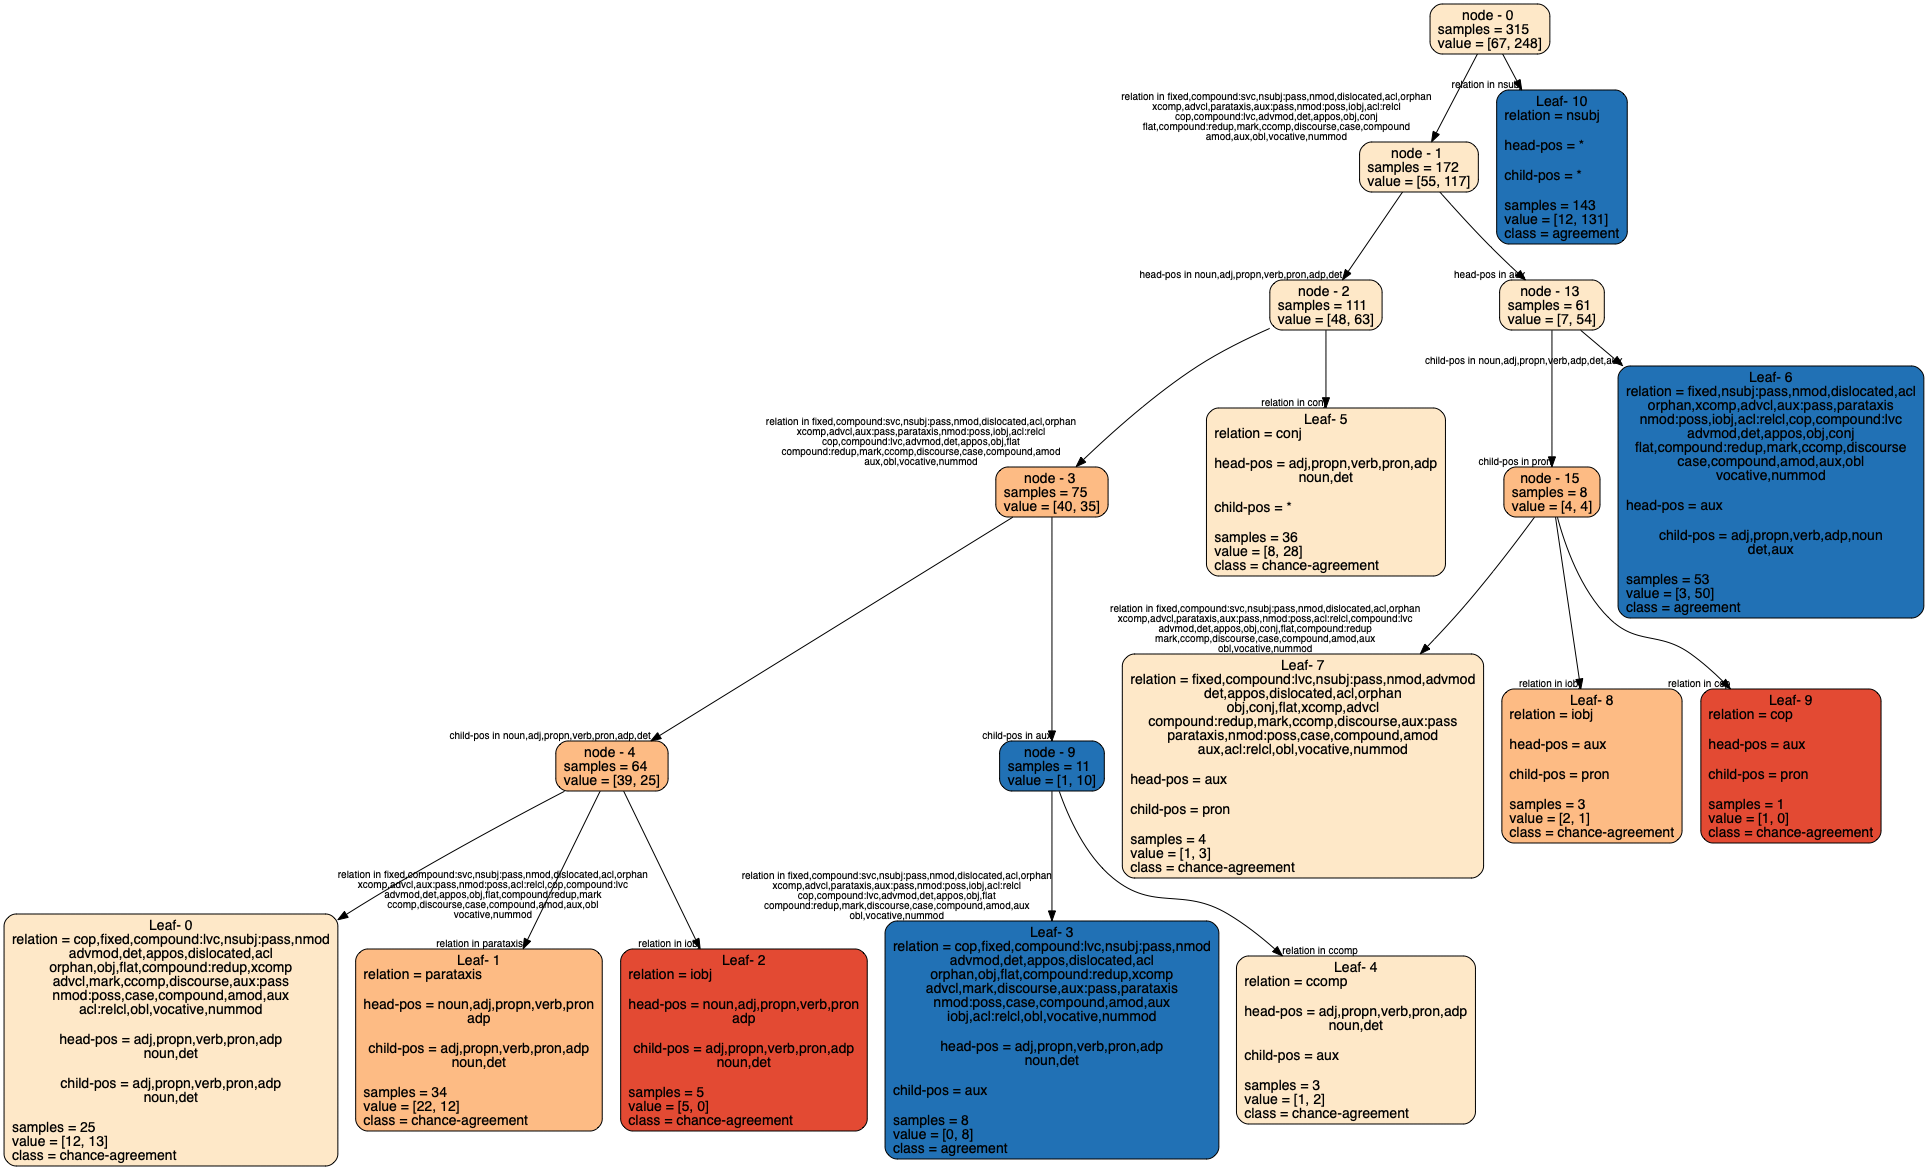 node - 0
samples = 315
value = [67, 248]
relation in fixed,compound:svc,nsubj:pass,nmod,dislocated,acl,orphan
xcomp,advcl,parataxis,aux:pass,nmod:poss,iobj,acl:relcl
cop,compound:lvc,advmod,det,appos,obj,conj
flat,compound:redup,mark,ccomp,discourse,case,compound
amod,aux,obl,vocative,nummod
relation in nsubj
Leaf- 10
relation = nsubj
head-pos = *
child-pos = *
samples = 143
value = [12, 131]
class = agreement
node - 1
samples = 172
value = [55, 117]
head-pos in noun,adj,propn,verb,pron,adp,det
head-pos in aux
node - 2
samples = 111
value = [48, 63]
node - 13
samples = 61
value = [7, 54]
relation in fixed,compound:svc,nsubj:pass,nmod,dislocated,acl,orphan
xcomp,advcl,aux:pass,parataxis,nmod:poss,iobj,acl:relcl
cop,compound:lvc,advmod,det,appos,obj,flat
compound:redup,mark,ccomp,discourse,case,compound,amod
aux,obl,vocative,nummod
relation in conj
child-pos in pron
child-pos in noun,adj,propn,verb,adp,det,aux
node - 3
samples = 75
value = [40, 35]
Leaf- 5
relation = conj
head-pos = adj,propn,verb,pron,adp
noun,det
child-pos = *
samples = 36
value = [8, 28]
class = chance-agreement
node - 15
samples = 8
value = [4, 4]
Leaf- 6
relation = fixed,nsubj:pass,nmod,dislocated,acl
orphan,xcomp,advcl,aux:pass,parataxis
nmod:poss,iobj,acl:relcl,cop,compound:lvc
advmod,det,appos,obj,conj
flat,compound:redup,mark,ccomp,discourse
case,compound,amod,aux,obl
vocative,nummod
head-pos = aux
child-pos = adj,propn,verb,adp,noun
det,aux
samples = 53
value = [3, 50]
class = agreement
child-pos in noun,adj,propn,verb,pron,adp,det
child-pos in aux
relation in fixed,compound:svc,nsubj:pass,nmod,dislocated,acl,orphan
xcomp,advcl,parataxis,aux:pass,nmod:poss,acl:relcl,compound:lvc
advmod,det,appos,obj,conj,flat,compound:redup
mark,ccomp,discourse,case,compound,amod,aux
obl,vocative,nummod
relation in iobj
relation in cop
node - 4
samples = 64
value = [39, 25]
node - 9
samples = 11
value = [1, 10]
Leaf- 7
relation = fixed,compound:lvc,nsubj:pass,nmod,advmod
det,appos,dislocated,acl,orphan
obj,conj,flat,xcomp,advcl
compound:redup,mark,ccomp,discourse,aux:pass
parataxis,nmod:poss,case,compound,amod
aux,acl:relcl,obl,vocative,nummod
head-pos = aux
child-pos = pron
samples = 4
value = [1, 3]
class = chance-agreement
Leaf- 8
relation = iobj
head-pos = aux
child-pos = pron
samples = 3
value = [2, 1]
class = chance-agreement
Leaf- 9
relation = cop
head-pos = aux
child-pos = pron
samples = 1
value = [1, 0]
class = chance-agreement
relation in fixed,compound:svc,nsubj:pass,nmod,dislocated,acl,orphan
xcomp,advcl,aux:pass,nmod:poss,acl:relcl,cop,compound:lvc
advmod,det,appos,obj,flat,compound:redup,mark
ccomp,discourse,case,compound,amod,aux,obl
vocative,nummod
relation in parataxis
relation in iobj
relation in fixed,compound:svc,nsubj:pass,nmod,dislocated,acl,orphan
xcomp,advcl,parataxis,aux:pass,nmod:poss,iobj,acl:relcl
cop,compound:lvc,advmod,det,appos,obj,flat
compound:redup,mark,discourse,case,compound,amod,aux
obl,vocative,nummod
relation in ccomp
Leaf- 0
relation = cop,fixed,compound:lvc,nsubj:pass,nmod
advmod,det,appos,dislocated,acl
orphan,obj,flat,compound:redup,xcomp
advcl,mark,ccomp,discourse,aux:pass
nmod:poss,case,compound,amod,aux
acl:relcl,obl,vocative,nummod
head-pos = adj,propn,verb,pron,adp
noun,det
child-pos = adj,propn,verb,pron,adp
noun,det
samples = 25
value = [12, 13]
class = chance-agreement
Leaf- 1
relation = parataxis
head-pos = noun,adj,propn,verb,pron
adp
child-pos = adj,propn,verb,pron,adp
noun,det
samples = 34
value = [22, 12]
class = chance-agreement
Leaf- 2
relation = iobj
head-pos = noun,adj,propn,verb,pron
adp
child-pos = adj,propn,verb,pron,adp
noun,det
samples = 5
value = [5, 0]
class = chance-agreement
Leaf- 3
relation = cop,fixed,compound:lvc,nsubj:pass,nmod
advmod,det,appos,dislocated,acl
orphan,obj,flat,compound:redup,xcomp
advcl,mark,discourse,aux:pass,parataxis
nmod:poss,case,compound,amod,aux
iobj,acl:relcl,obl,vocative,nummod
head-pos = adj,propn,verb,pron,adp
noun,det
child-pos = aux
samples = 8
value = [0, 8]
class = agreement
Leaf- 4
relation = ccomp
head-pos = adj,propn,verb,pron,adp
noun,det
child-pos = aux
samples = 3
value = [1, 2]
class = chance-agreement